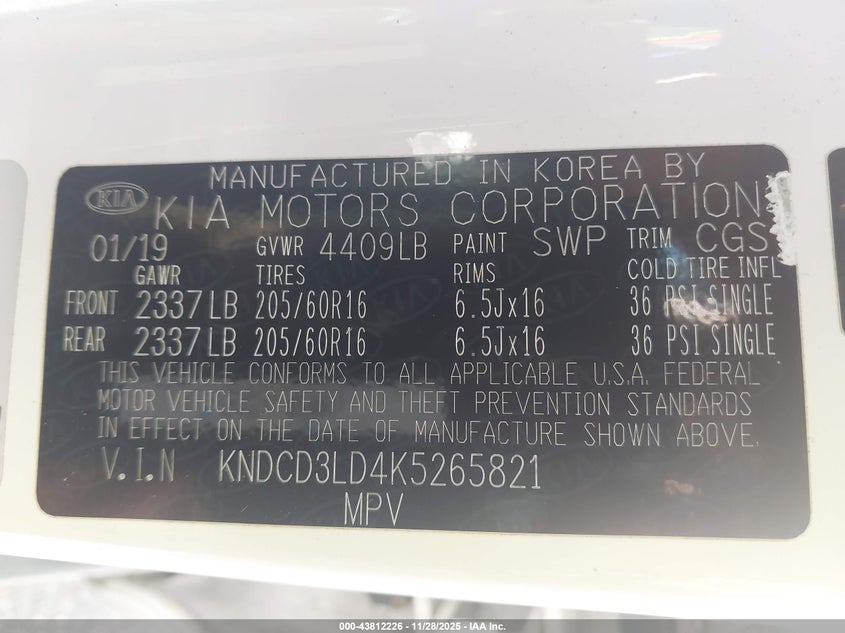 MANUFACTURED IN KOREA BY
KIA KIA MOTORS CORPORATION
01/19 GVWR 4409LB PAINT SWP TRIM CGS
GAWR TIRES RIMS COLD TIRE INFL
FRONT 2337LB 205/60R16 6.5Jx16 36 PSI SINGLE
REAR 2337LB 205/60R16 6.5Jx16 36 PSI SINGLE
THIS VEHICLE CONFORMS TO ALL APPLICABLE U.S.A. FEDERAL
MOTOR VEHICLE SAFETY AND THEFT PREVENTION STANDARDS
IN EFFECT ON THE DATE OF MANUFACTURE SHOWN ABOVE.
V.I.N KNDCD3LD4K5265821
MPV
000-43812226 - 11/28/2025 - IAA Inc.